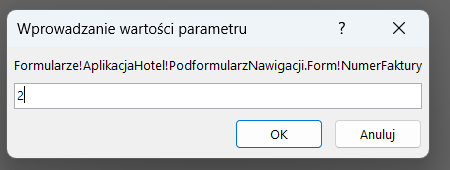 Wprowadzanie wartości parametru
?
Formularze!AplikacjaHotel!PodformularzNawigacji.Form!NumerFaktury
2
OK
Anuluj